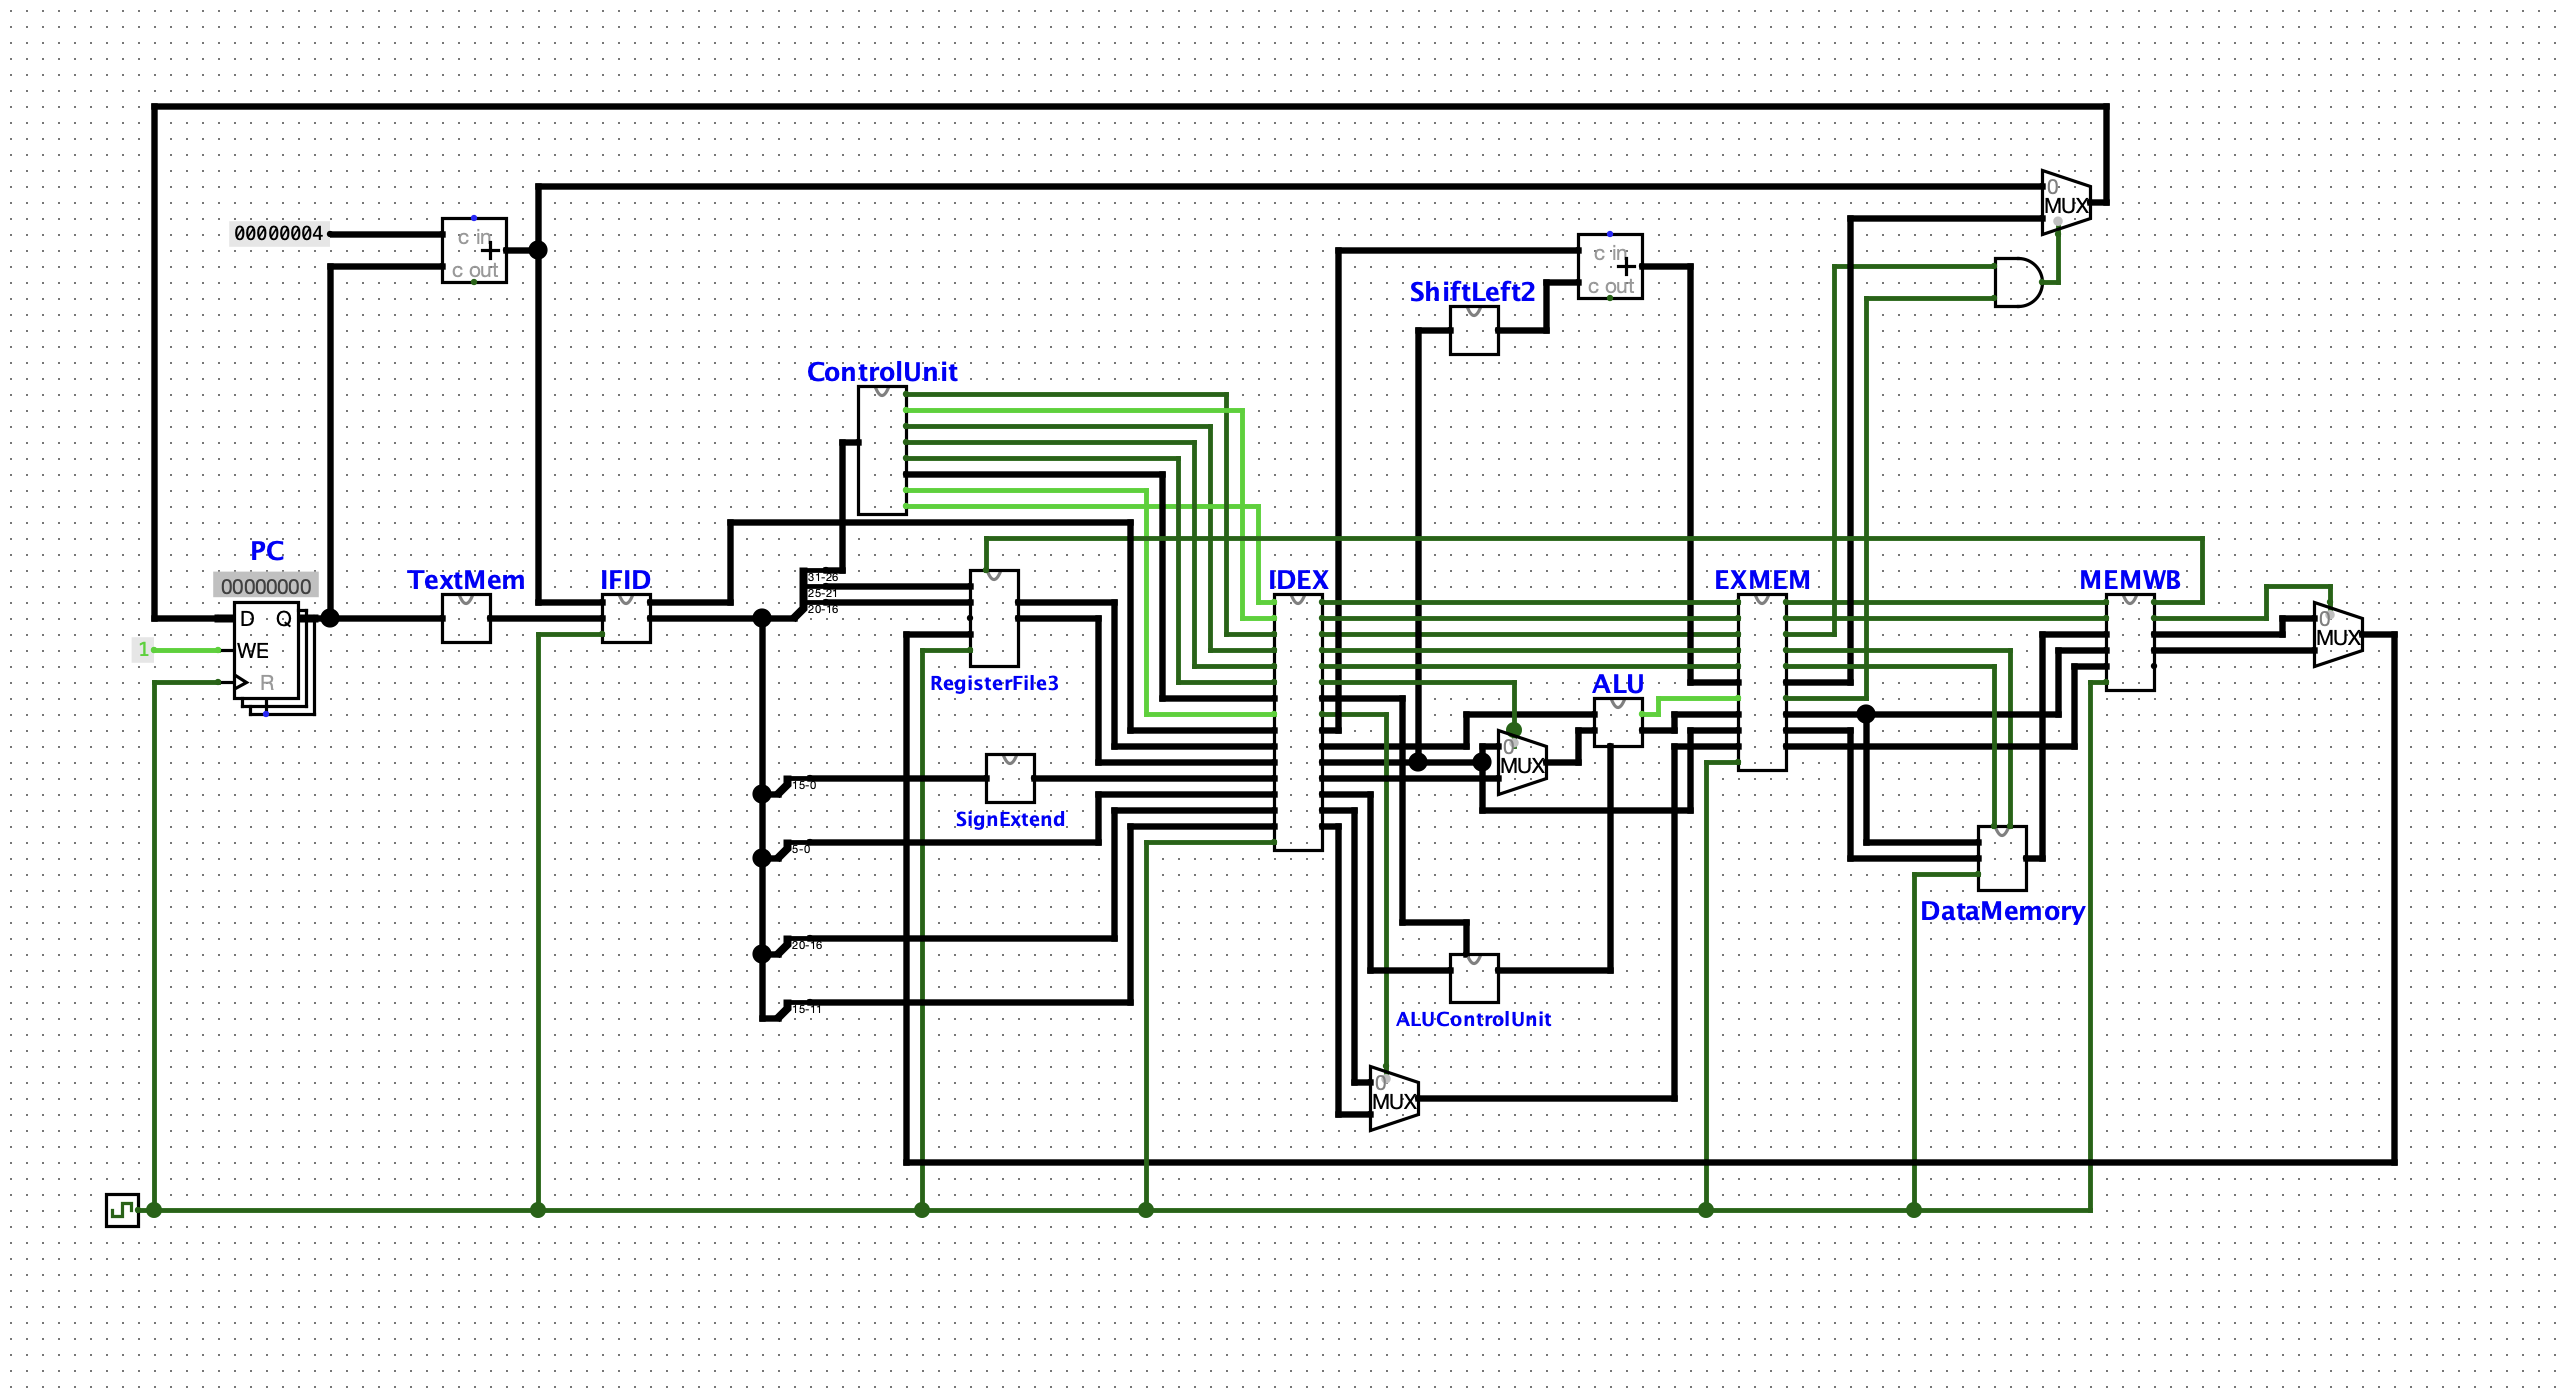 0
MUX
00000004
c in
c out
c in
c out
ShiftLeft2
ControlUnit
PC
00000000
TextMem
IFID
31-26
25-21
20-16
IDEX
EXMEM
MEMWB
D Q
WE
R
1
0
MUX
RegisterFile3
ALU
0
MUX
15-0
SignExtend
5-0
DataMemory
20-16
15-11
ALUControlUnit
0
MUX